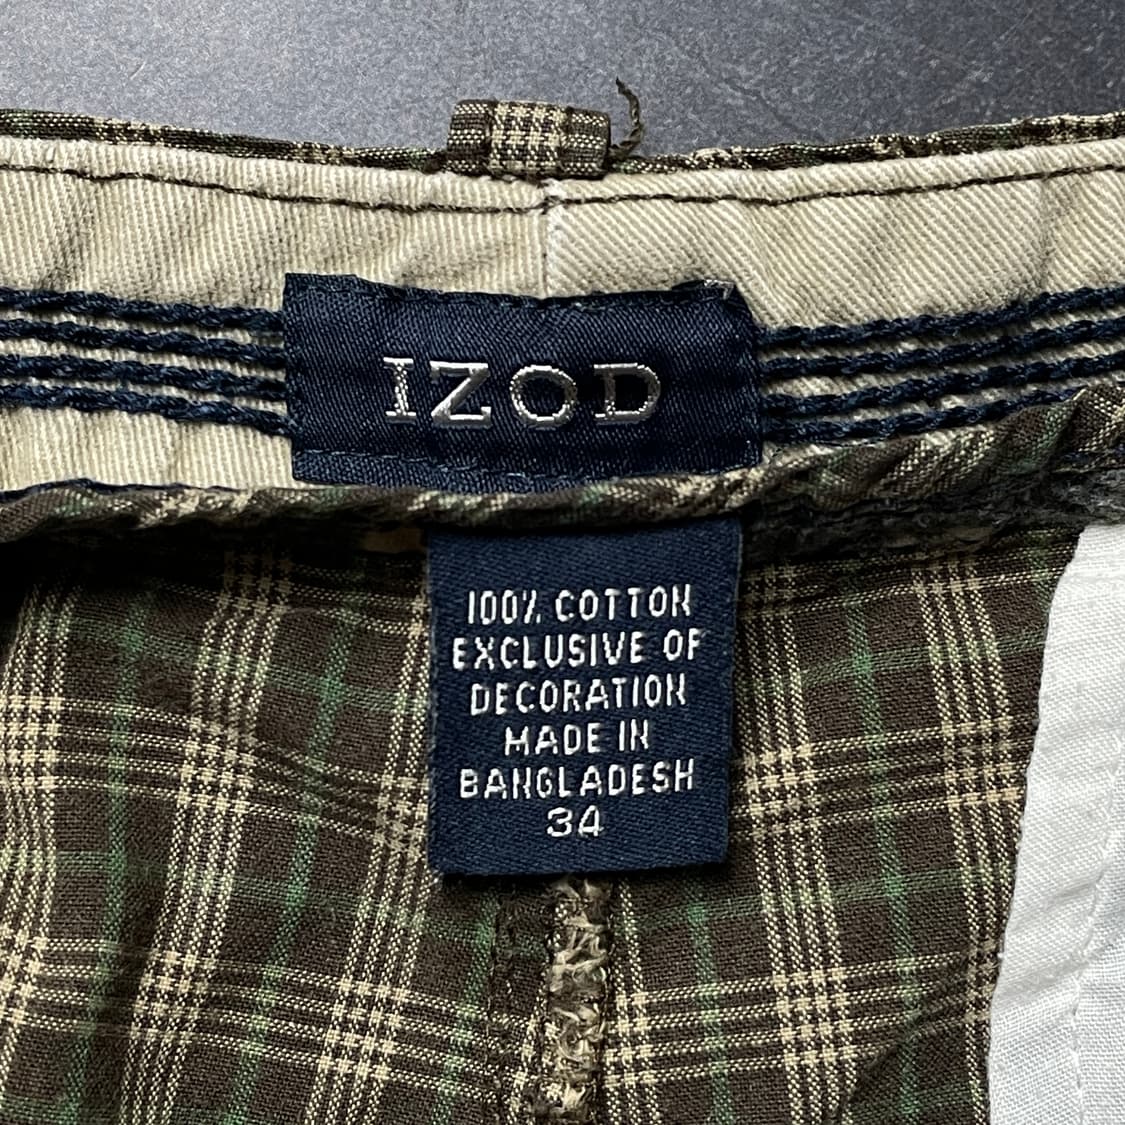 IZOD
100% COTTON
EXCLUSIVE OF
DECORATION
MADE IN
BANGLADESH
34